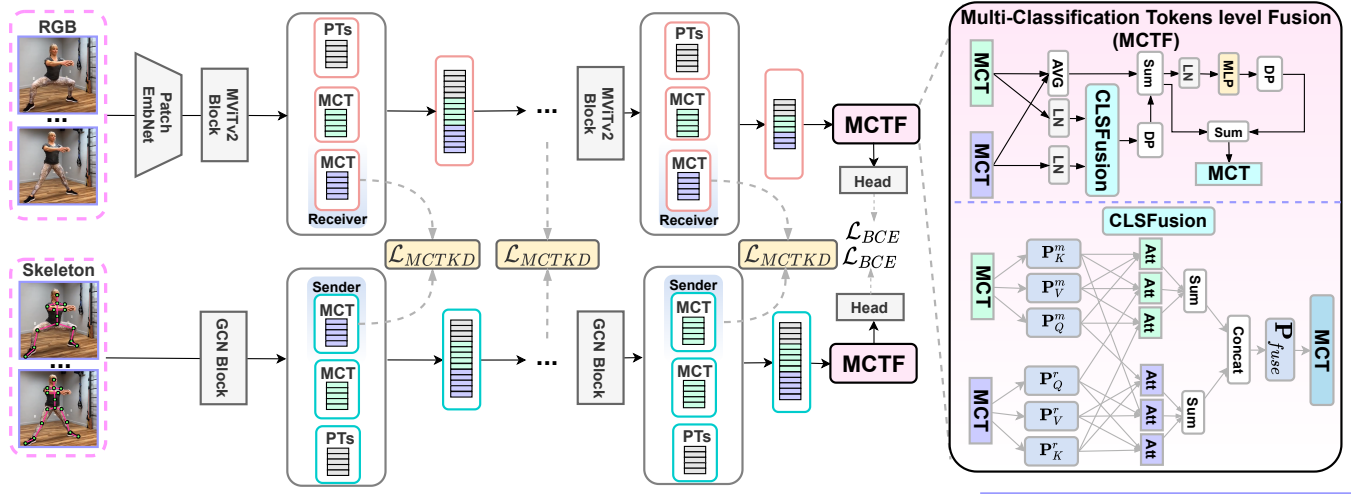 RGB
...
Patch
EmbNet
MViTv2
Block
PTs
MCT
MCT
Receiver
...
MViTv2
Block
PTs
MCT
MCT
Receiver
MCTF
Head
ℒ_BCE
ℒ_BCE
Head
MCTF
ℒ_MCTKD
ℒ_MCTKD
ℒ_MCTKD
Skeleton
...
GCN Block
Sender
MCT
MCT
PTs
...
GCN Block
Sender
MCT
MCT
PTs
Multi-Classification Tokens level Fusion
(MCTF)
MCT
MCT
AVG
LN
LN
CLSFusion
Sum
DP
LN
MLP
DP
Sum
MCT
CLSFusion
MCT
P_K^m
P_V^m
P_Q^m
Att
Att
Att
Sum
MCT
P_Q^r
P_V^r
P_K^r
Att
Att
Att
Sum
Concat
P_fuse
MCT